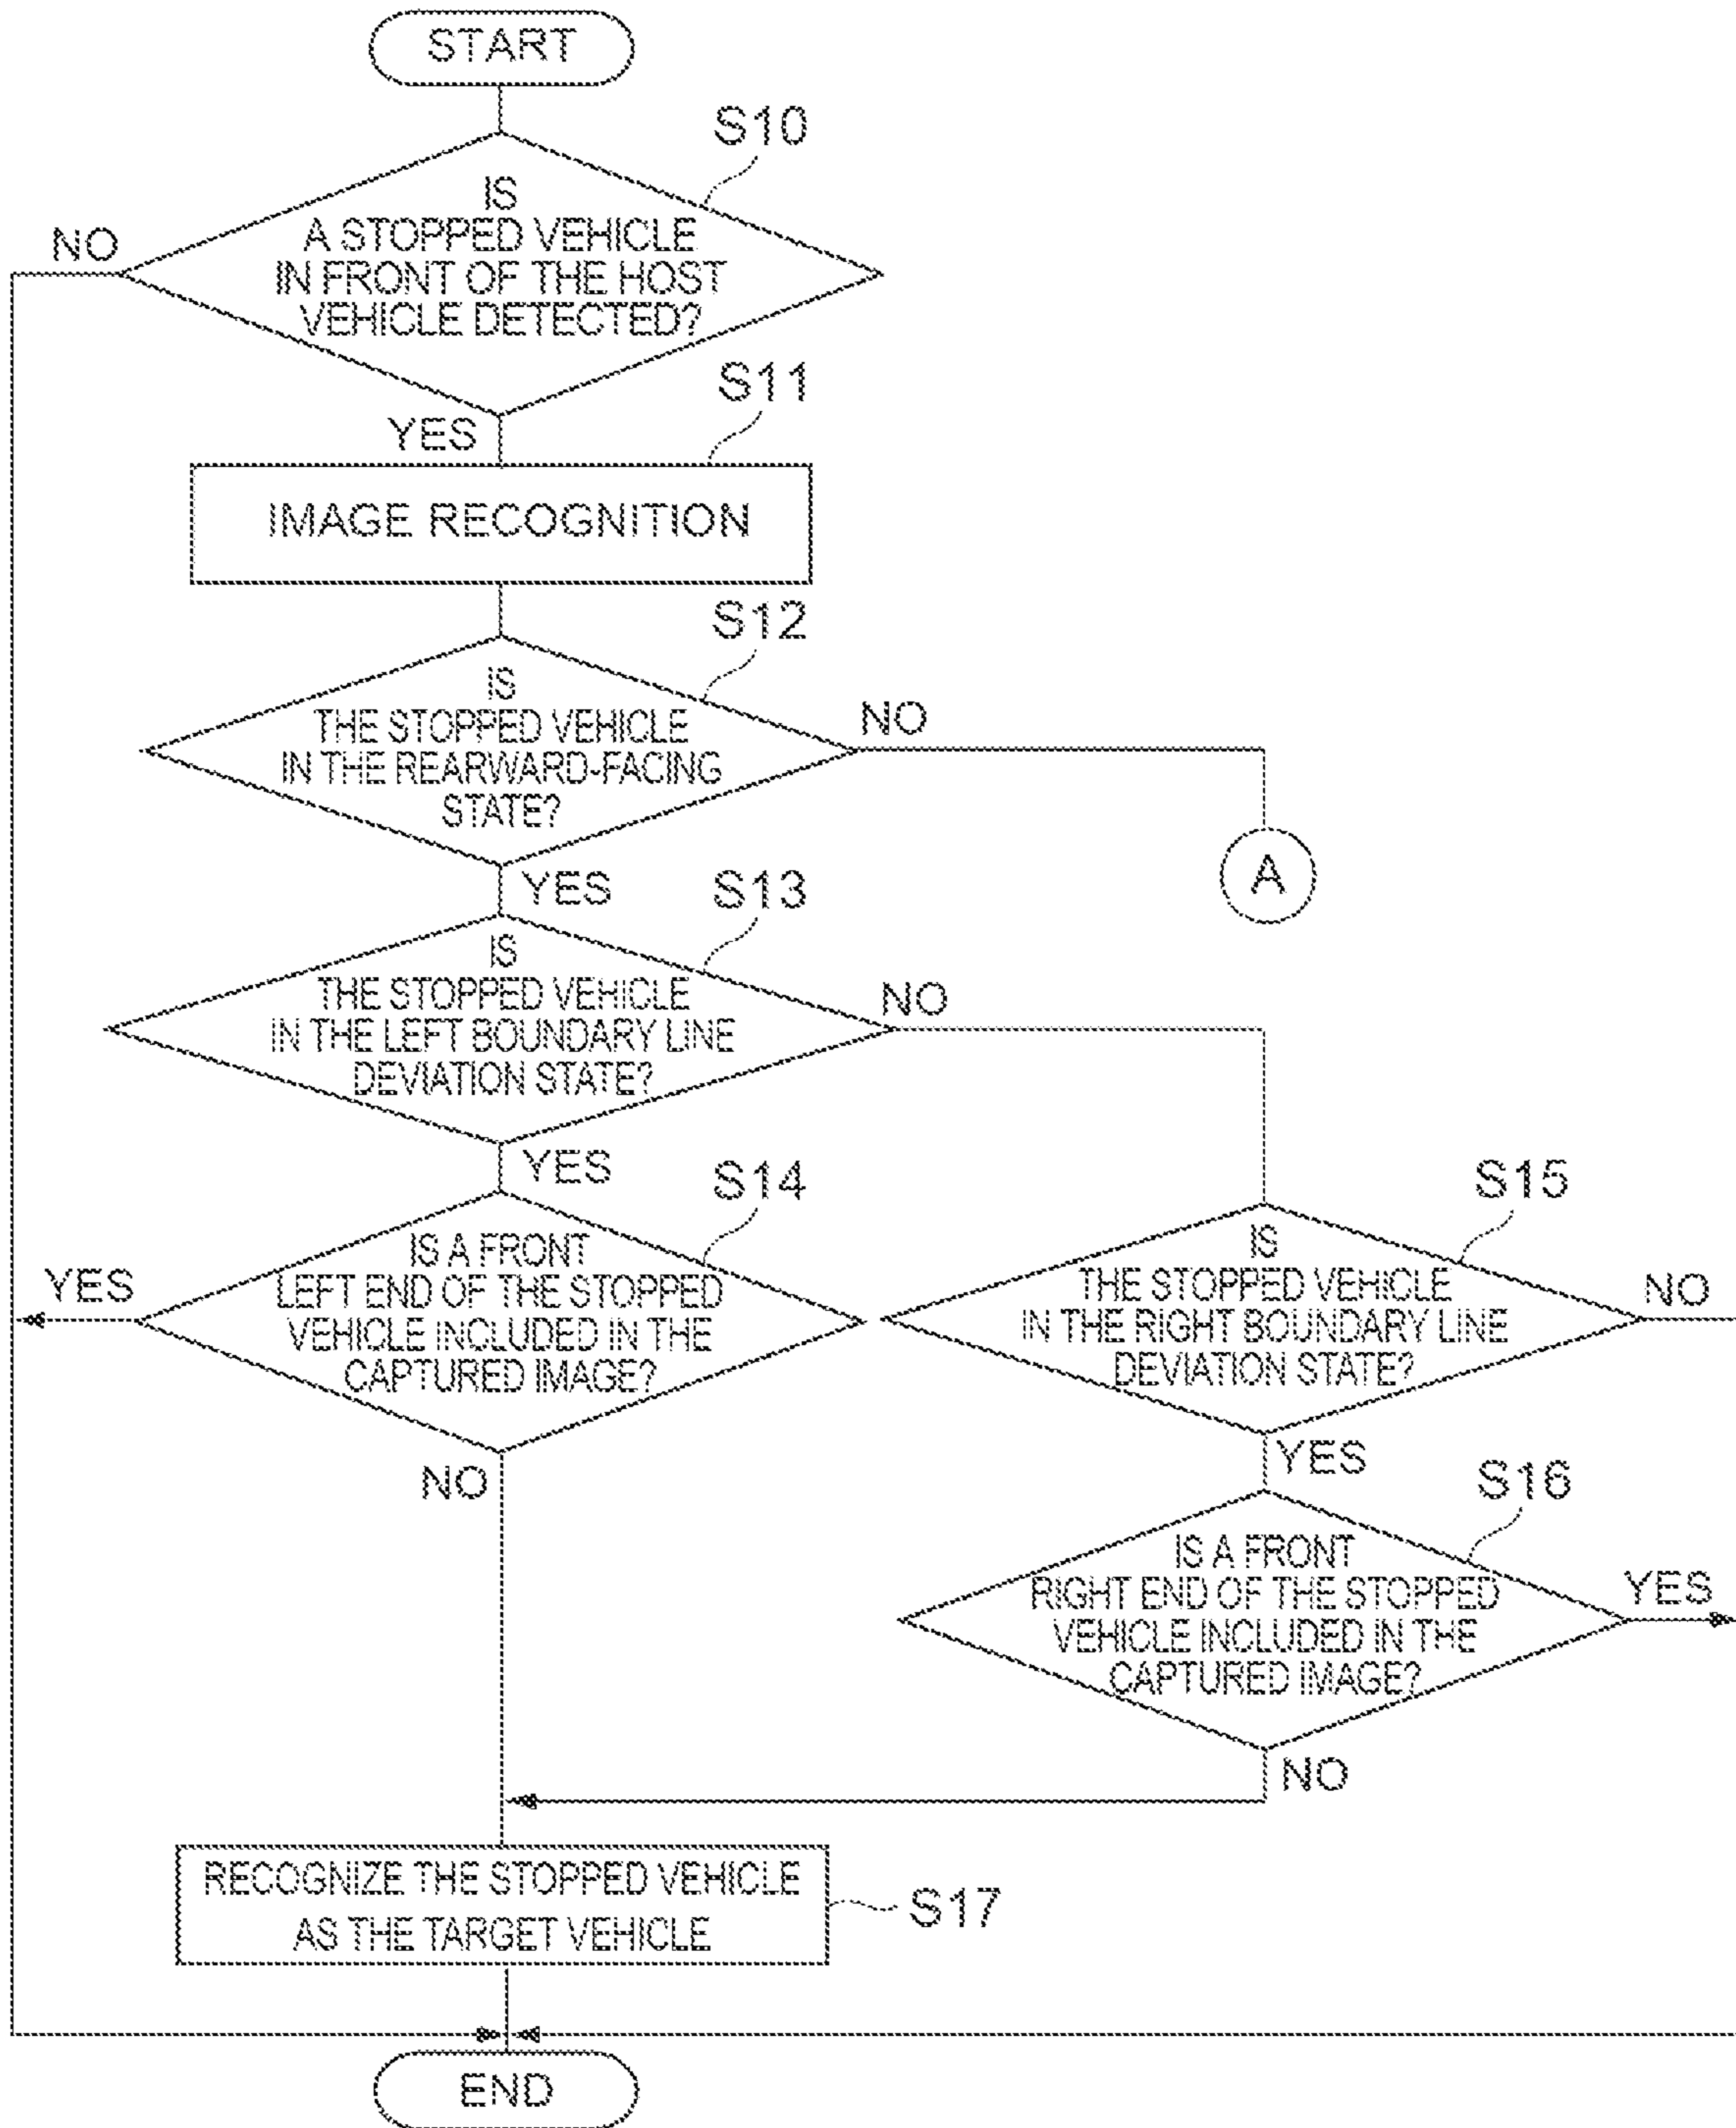 START
S10
IS
A STOPPED VEHICLE
IN FRONT OF THE HOST
VEHICLE DETECTED?
NO
YES
S11
IMAGE RECOGNITION
S12
IS
THE STOPPED VEHICLE
IN THE REARWARD-FACING
STATE?
NO
A
YES
S13
IS
THE STOPPED VEHICLE
IN THE LEFT BOUNDARY LINE
DEVIATION STATE?
NO
YES
S14
IS A FRONT
LEFT END OF THE STOPPED
VEHICLE INCLUDED IN THE
CAPTURED IMAGE?
YES
NO
S15
IS
THE STOPPED VEHICLE
IN THE RIGHT BOUNDARY LINE
DEVIATION STATE?
NO
YES
S16
IS A FRONT
RIGHT END OF THE STOPPED
VEHICLE INCLUDED IN THE
CAPTURED IMAGE?
YES
NO
RECOGNIZE THE STOPPED VEHICLE
AS THE TARGET VEHICLE
S17
END